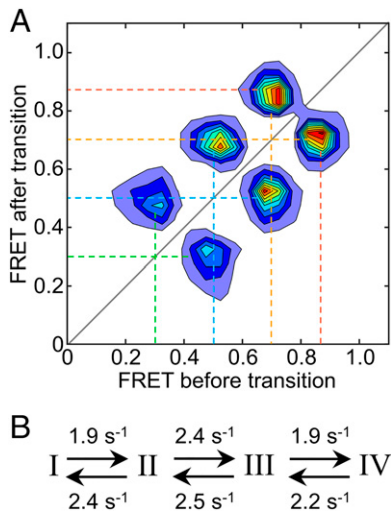 A
1.0
0.8
0.6
0.4
0.2
0
FRET after transition
0 0.2 0.4 0.6 0.8 1.0
FRET before transition
B
1.9 s⁻¹ 2.4 s⁻¹ 1.9 s⁻¹
I II III IV
2.4 s⁻¹ 2.5 s⁻¹ 2.2 s⁻¹